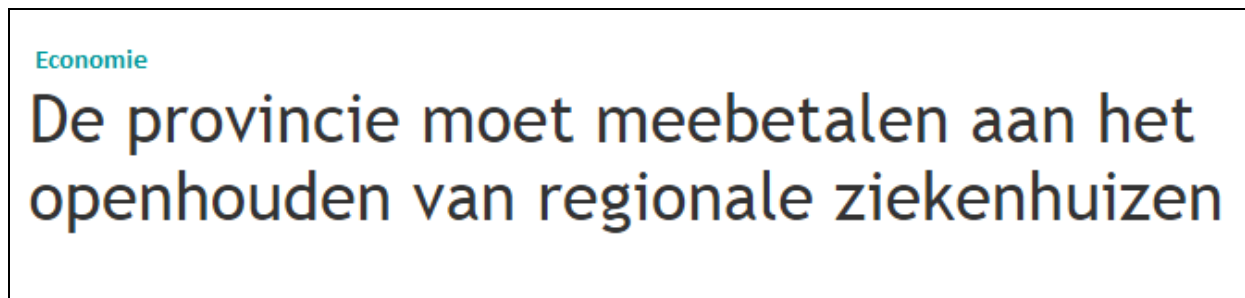 Economie
De provincie moet meebetalen aan het
openhouden van regionale ziekenhuizen